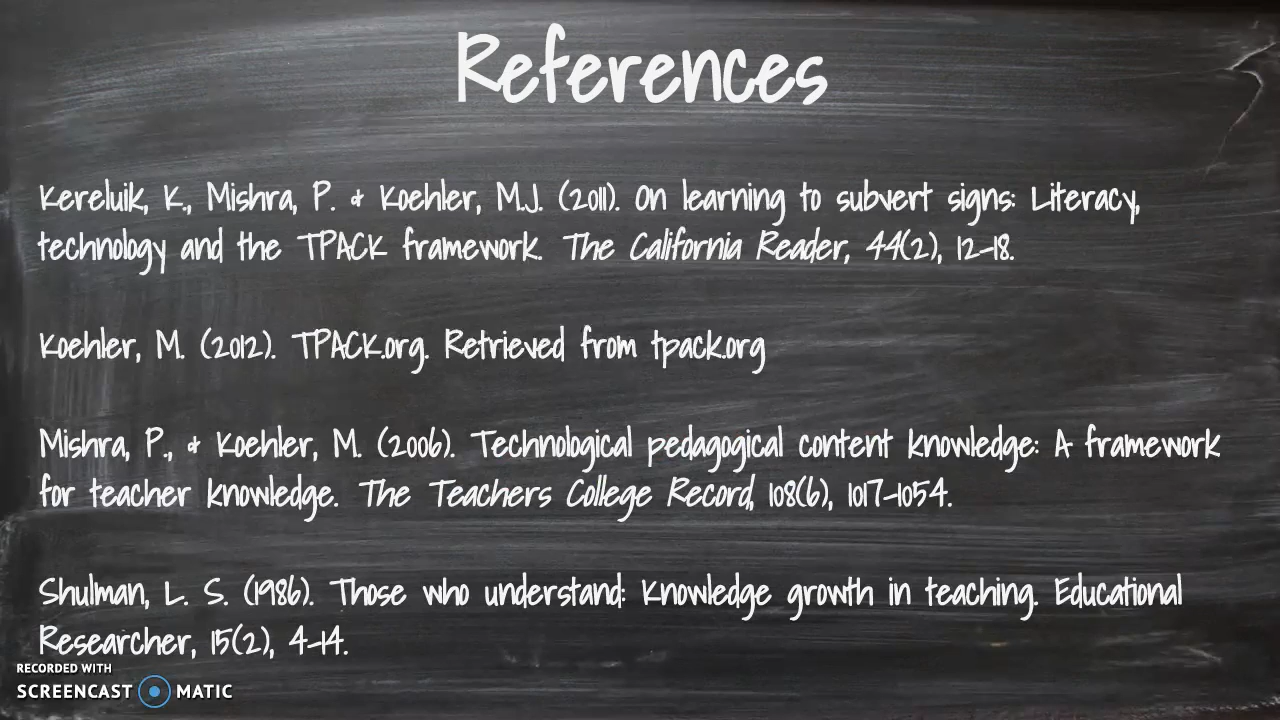 References
Kereluik, K., Mishra, P. & Koehler, M.J. (2011). On learning to subvert signs: Literacy,
technology and the TPACK framework. The California Reader, 44(2), 12-18.
Koehler, M. (2012). TPACK.org. Retrieved from tpack.org
Mishra, P., & Koehler, M. (2006). Technological pedagogical content knowledge: A framework
for teacher knowledge. The Teachers College Record, 108(6), 1017-1054.
Shulman, L. S. (1986). Those who understand: Knowledge growth in teaching. Educational
Researcher, 15(2), 4-14.
RECORDED WITH
SCREENCAST MATIC